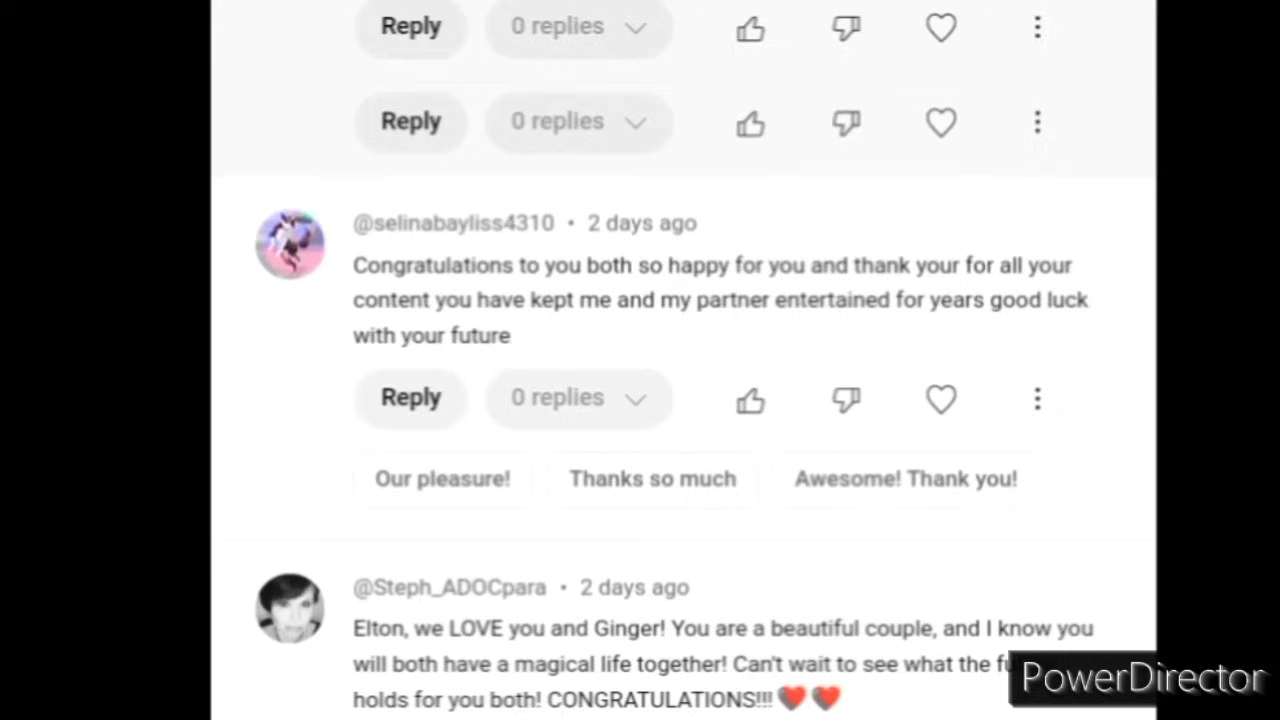 Reply 0 replies
Reply 0 replies
@selinabayliss4310 • 2 days ago
Congratulations to you both so happy for you and thank your for all your
content you have kept me and my partner entertained for years good luck
with your future
Reply 0 replies
Our pleasure! Thanks so much Awesome! Thank you!
@Steph_ADOCpara • 2 days ago
Elton, we LOVE you and Ginger! You are a beautiful couple, and I know you
will both have a magical life together! Can't wait to see what the
holds for you both! CONGRATULATIONS!!! ❤️ ❤️
PowerDirector